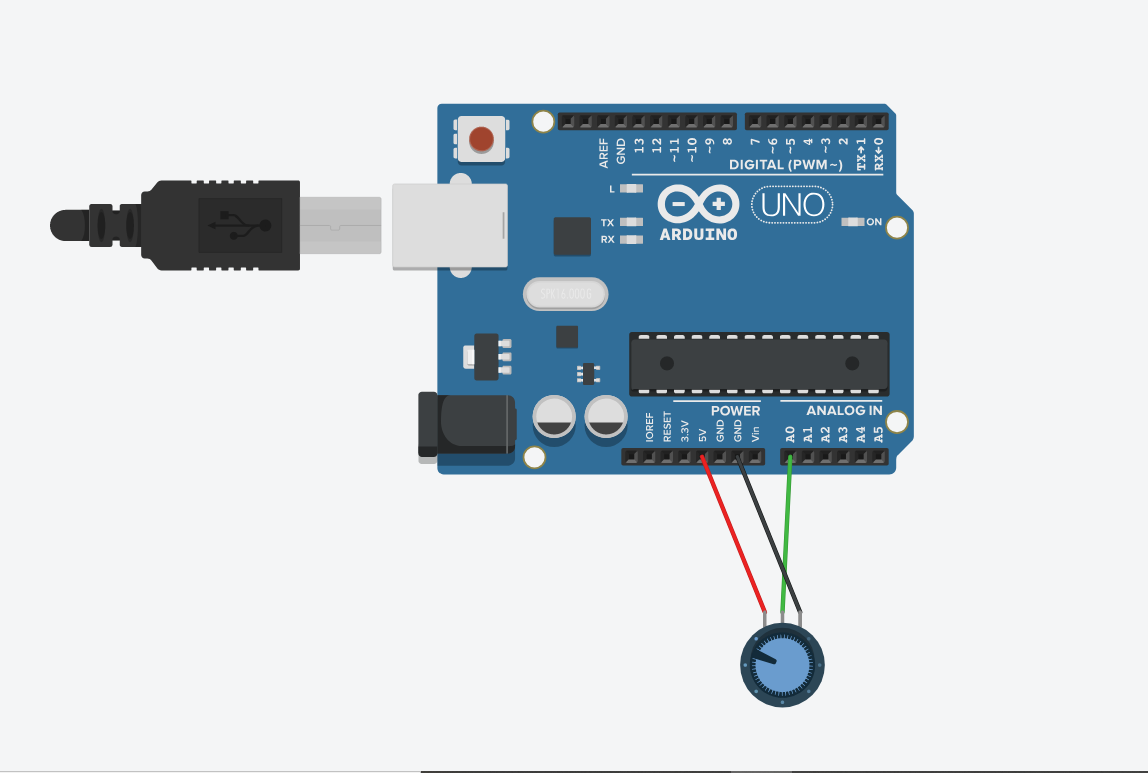 AREF
GND
13
12
~11
~10
~9
8
7
~6
~5
4
~3
2
TX→1
RX←0
DIGITAL (PWM~)
L
TX
RX
ARDUINO
UNO
ON
SPK16.000G
POWER
ANALOG IN
IOREF
RESET
3.3V
5V
GND
GND
Vin
A0
A1
A2
A3
A4
A5